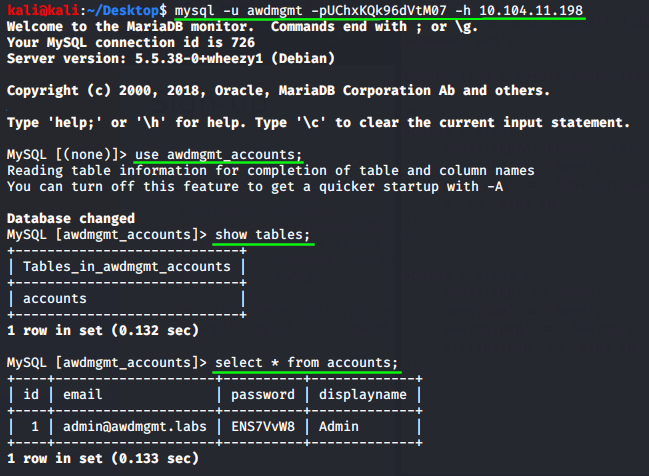 kali@kali:~/Desktop$ mysql -u awdmgmt -pUChxKQk96dVtM07 -h 10.104.11.198
Welcome to the MariaDB monitor.  Commands end with ; or \g.
Your MySQL connection id is 726
Server version: 5.5.38-0+wheezy1 (Debian)
Copyright (c) 2000, 2018, Oracle, MariaDB Corporation Ab and others.
Type 'help;' or '\h' for help. Type '\c' to clear the current input statement.
MySQL [(none)]> use awdmgmt_accounts;
Reading table information for completion of table and column names
You can turn off this feature to get a quicker startup with -A
Database changed
MySQL [awdmgmt_accounts]> show tables;
+----------------------------+
| Tables_in_awdmgmt_accounts |
+----------------------------+
| accounts                   |
+----------------------------+
1 row in set (0.132 sec)
MySQL [awdmgmt_accounts]> select * from accounts;
+----+--------------------+----------+-------------+
| id | email              | password | displayname |
+----+--------------------+----------+-------------+
|  1 | admin@awdmgmt.labs | ENS7VvW8 | Admin       |
+----+--------------------+----------+-------------+
1 row in set (0.133 sec)